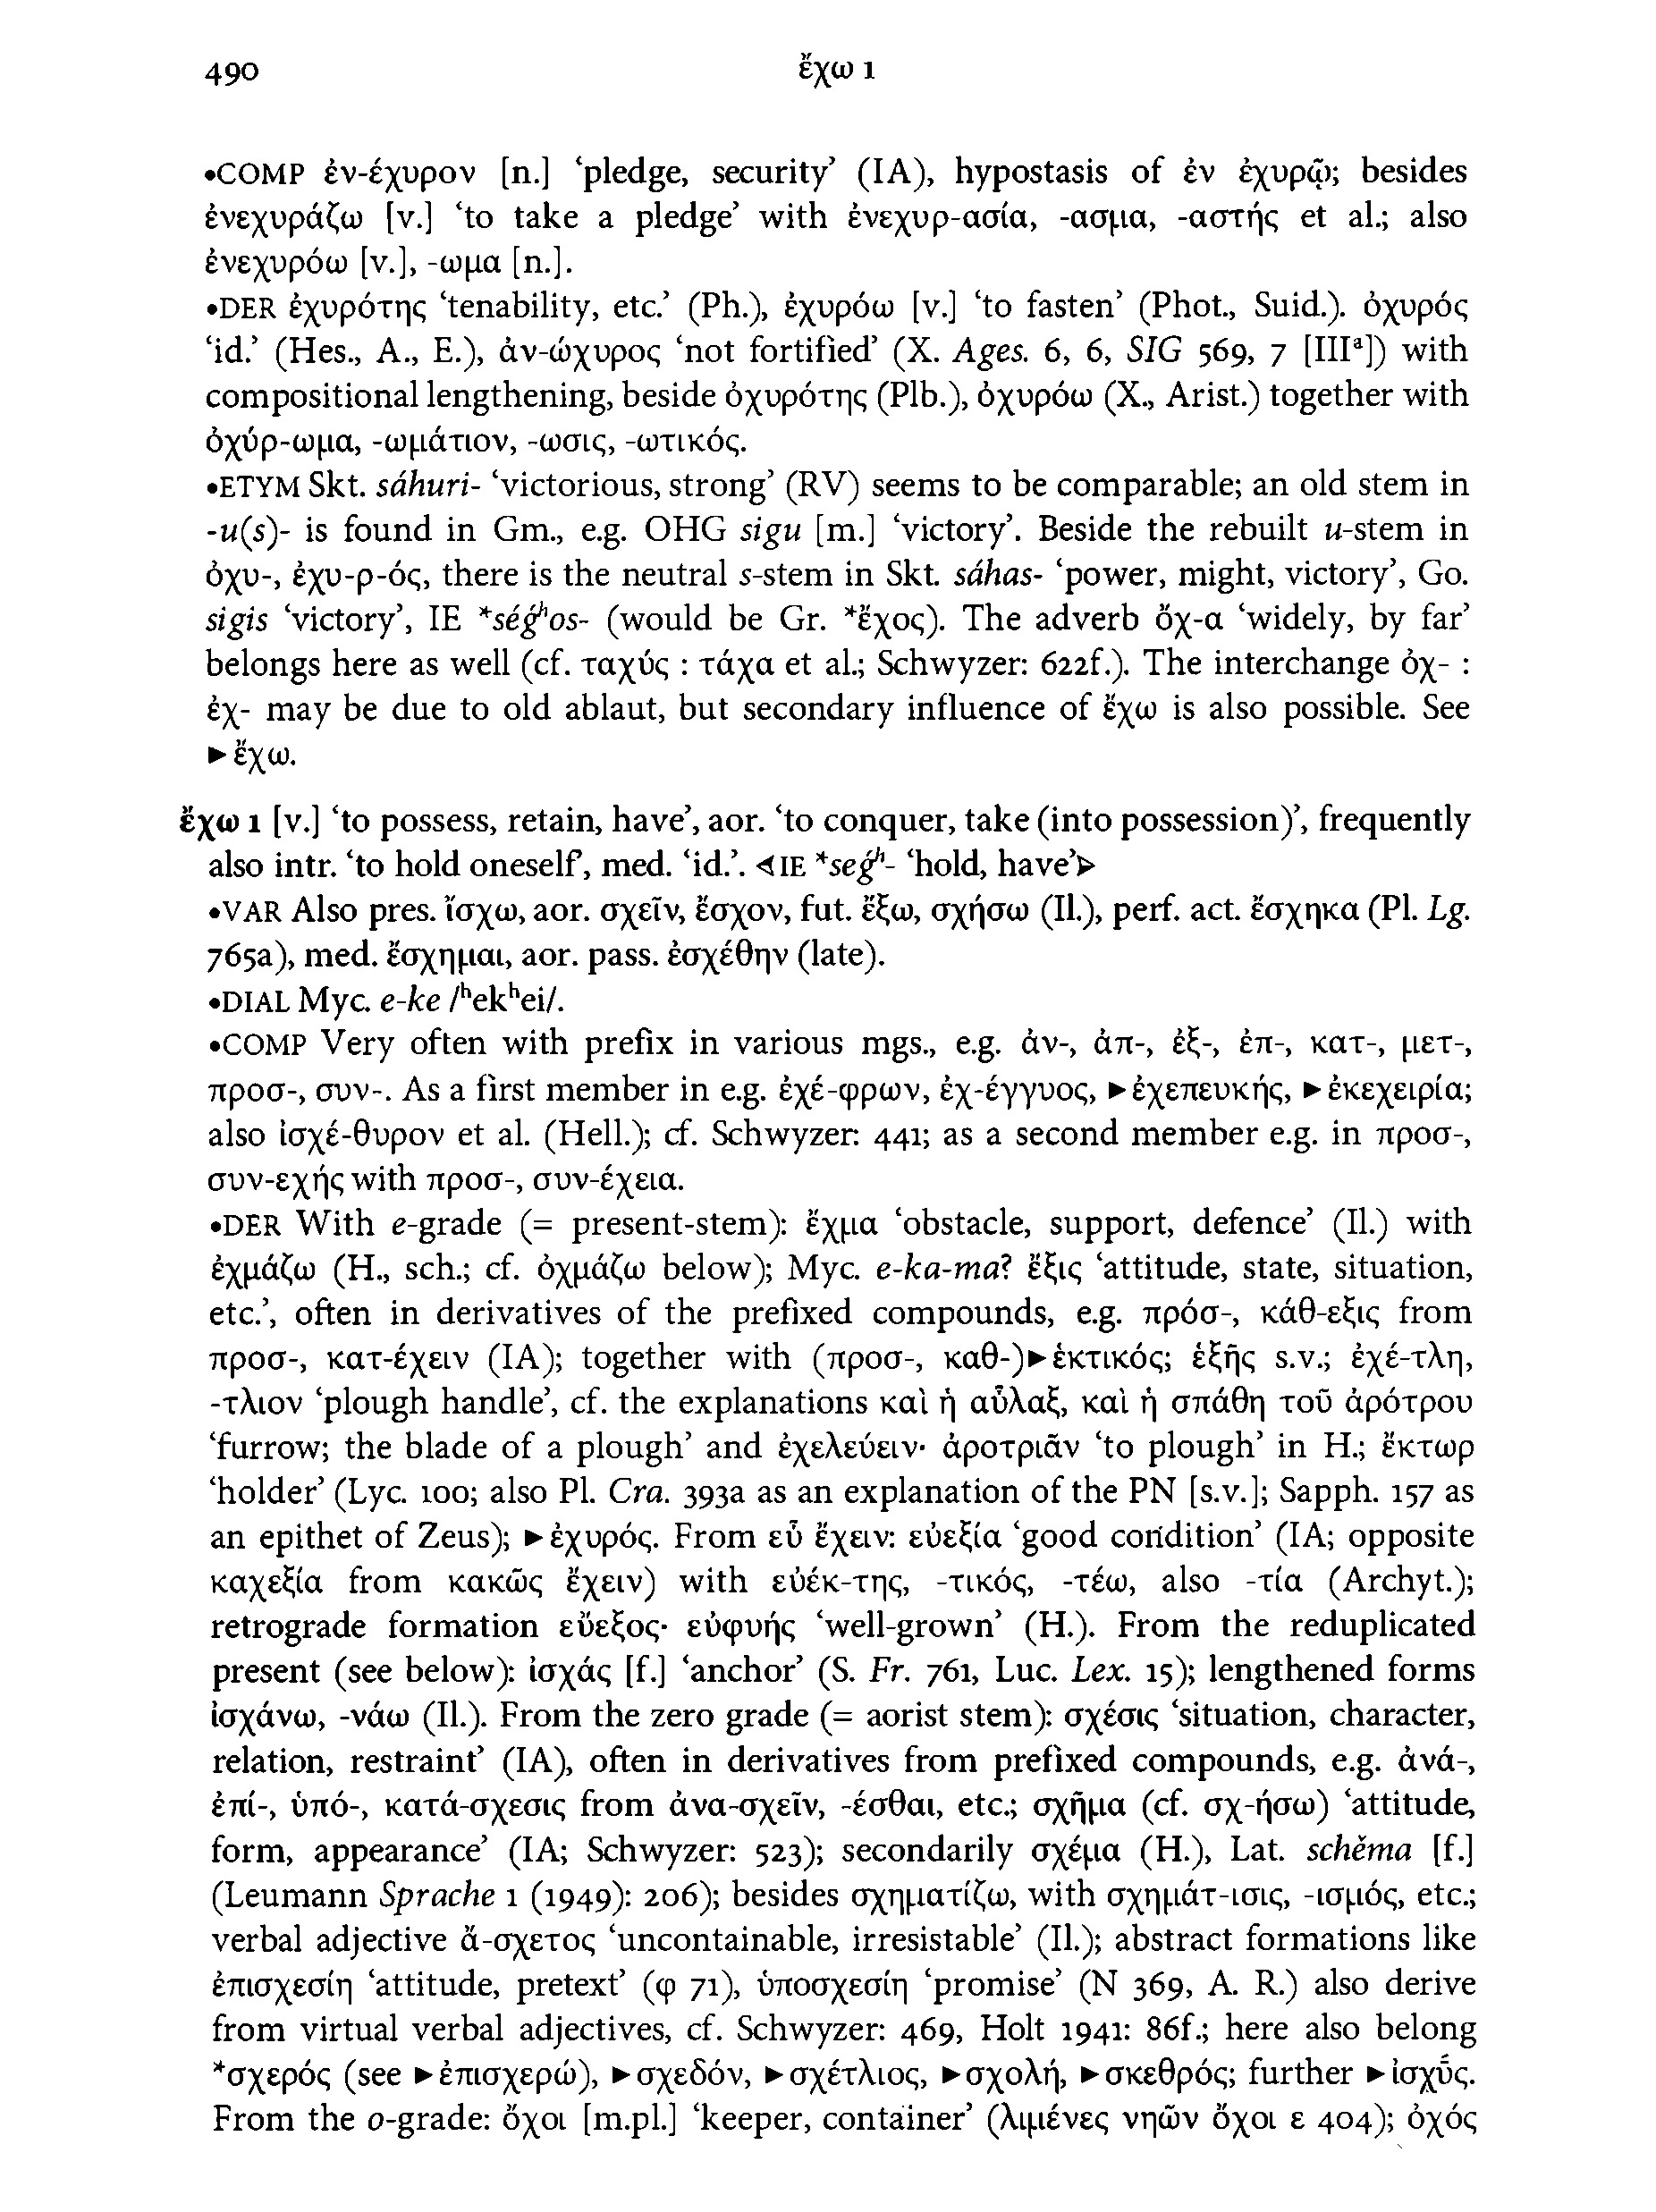 490
ἔχω 1
•COMP ἐν-έχυρον [n.] ‘pledge, security’ (IA), hypostasis of ἐν ἐχυρῷ; besides
ἐνεχυράζω [v.] ‘to take a pledge’ with ἐνεχυρ-ασία, -ασμα, -αστής et al.; also
ἐνεχυρόω [v.], -ωμα [n.].
•DER ἐχυρότης ‘tenability, etc.’ (Ph.), ἐχυρόω [v.] ‘to fasten’ (Phot., Suid.). ὀχυρός
‘id.’ (Hes., A., E.), ἀν-ώχυρος ‘not fortified’ (X. Ages. 6, 6, SIG 569, 7 [IIIᵃ]) with
compositional lengthening, beside ὀχυρότης (Plb.), ὀχυρόω (X., Arist.) together with
ὀχύρ-ωμα, -ωμάτιον, -ωσις, -ωτικός.
•ETYM Skt. sáhuri- ‘victorious, strong’ (RV) seems to be comparable; an old stem in
-u(s)- is found in Gm., e.g. OHG sigu [m.] ‘victory’. Beside the rebuilt u-stem in
ὀχυ-, ἐχυ-ρ-ός, there is the neutral s-stem in Skt. sáhas- ‘power, might, victory’, Go.
sigis ‘victory’, IE *séǵʰos- (would be Gr. *ἔχος). The adverb ὄχ-α ‘widely, by far’
belongs here as well (cf. ταχύς : τάχα et al.; Schwyzer: 622f.). The interchange ὀχ- :
ἐχ- may be due to old ablaut, but secondary influence of ἔχω is also possible. See
►ἔχω.
ἔχω 1 [v.] ‘to possess, retain, have’, aor. ‘to conquer, take (into possession)’, frequently
also intr. ‘to hold oneself’, med. ‘id.’. ⊲IE *seǵʰ- ‘hold, have’⊳
•VAR Also pres. ἴσχω, aor. σχεῖν, ἔσχον, fut. ἕξω, σχήσω (Il.), perf. act. ἔσχηκα (Pl. Lg.
765a), med. ἔσχημαι, aor. pass. ἐσχέθην (late).
•DIAL Myc. e-ke /ʰekʰei/.
•COMP Very often with prefix in various mgs., e.g. ἀν-, ἀπ-, ἐξ-, ἐπ-, κατ-, μετ-,
προσ-, συν-. As a first member in e.g. ἐχέ-φρων, ἐχ-έγγυος, ►ἐχεπευκής, ►ἐκεχειρία;
also ἰσχέ-θυρον et al. (Hell.); cf. Schwyzer: 441; as a second member e.g. in προσ-,
συν-εχής with προσ-, συν-έχεια.
•DER With e-grade (= present-stem): ἔχμα ‘obstacle, support, defence’ (Il.) with
ἐχμάζω (H., sch.; cf. ὀχμάζω below); Myc. e-ka-ma? ἕξις ‘attitude, state, situation,
etc.’, often in derivatives of the prefixed compounds, e.g. πρόσ-, κάθ-εξις from
προσ-, κατ-έχειν (IA); together with (προσ-, καθ-)►ἑκτικός; ἑξῆς s.v.; ἐχέ-τλη,
-τλιον ‘plough handle’, cf. the explanations καὶ ἡ αὖλαξ, καὶ ἡ σπάθη τοῦ ἀρότρου
‘furrow; the blade of a plough’ and ἐχελεύειν· ἀροτριᾶν ‘to plough’ in H.; ἕκτωρ
‘holder’ (Lyc. 100; also Pl. Cra. 393a as an explanation of the PN [s.v.]; Sapph. 157 as
an epithet of Zeus); ►ἐχυρός. From εὖ ἔχειν: εὐεξία ‘good condition’ (IA; opposite
καχεξία from κακῶς ἔχειν) with εὐέκ-της, -τικός, -τέω, also -τία (Archyt.);
retrograde formation εὔεξος· εὐφυής ‘well-grown’ (H.). From the reduplicated
present (see below): ἰσχάς [f.] ‘anchor’ (S. Fr. 761, Luc. Lex. 15); lengthened forms
ἰσχάνω, -νάω (Il.). From the zero grade (= aorist stem): σχέσις ‘situation, character,
relation, restraint’ (IA), often in derivatives from prefixed compounds, e.g. ἀνά-,
ἐπί-, ὑπό-, κατά-σχεσις from ἀνα-σχεῖν, -έσθαι, etc.; σχῆμα (cf. σχ-ήσω) ‘attitude,
form, appearance’ (IA; Schwyzer: 523); secondarily σχέμα (H.), Lat. schĕma [f.]
(Leumann Sprache 1 (1949): 206); besides σχηματίζω, with σχημάτ-ισις, -ισμός, etc.;
verbal adjective ἄ-σχετος ‘uncontainable, irresistable’ (Il.); abstract formations like
ἐπισχεσίη ‘attitude, pretext’ (φ 71), ὑποσχεσίη ‘promise’ (N 369, A. R.) also derive
from virtual verbal adjectives, cf. Schwyzer: 469, Holt 1941: 86f.; here also belong
*σχερός (see ►ἐπισχερώ), ►σχεδόν, ►σχέτλιος, ►σχολή, ►σκεθρός; further ►ἰσχῡ́ς.
From the o-grade: ὄχοι [m.pl.] ‘keeper, container’ (λιμένες νηῶν ὄχοι ε 404); ὀχός